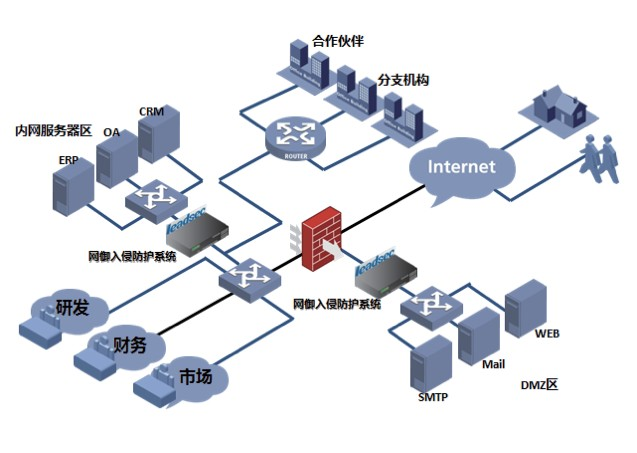 合作伙伴
分支机构
CRM
内网服务器区
OA
ERP
ROUTER
Internet
leadsec
网御入侵防护系统
leadsec
网御入侵防护系统
研发
财务
市场
WEB
Mail
SMTP
DMZ区